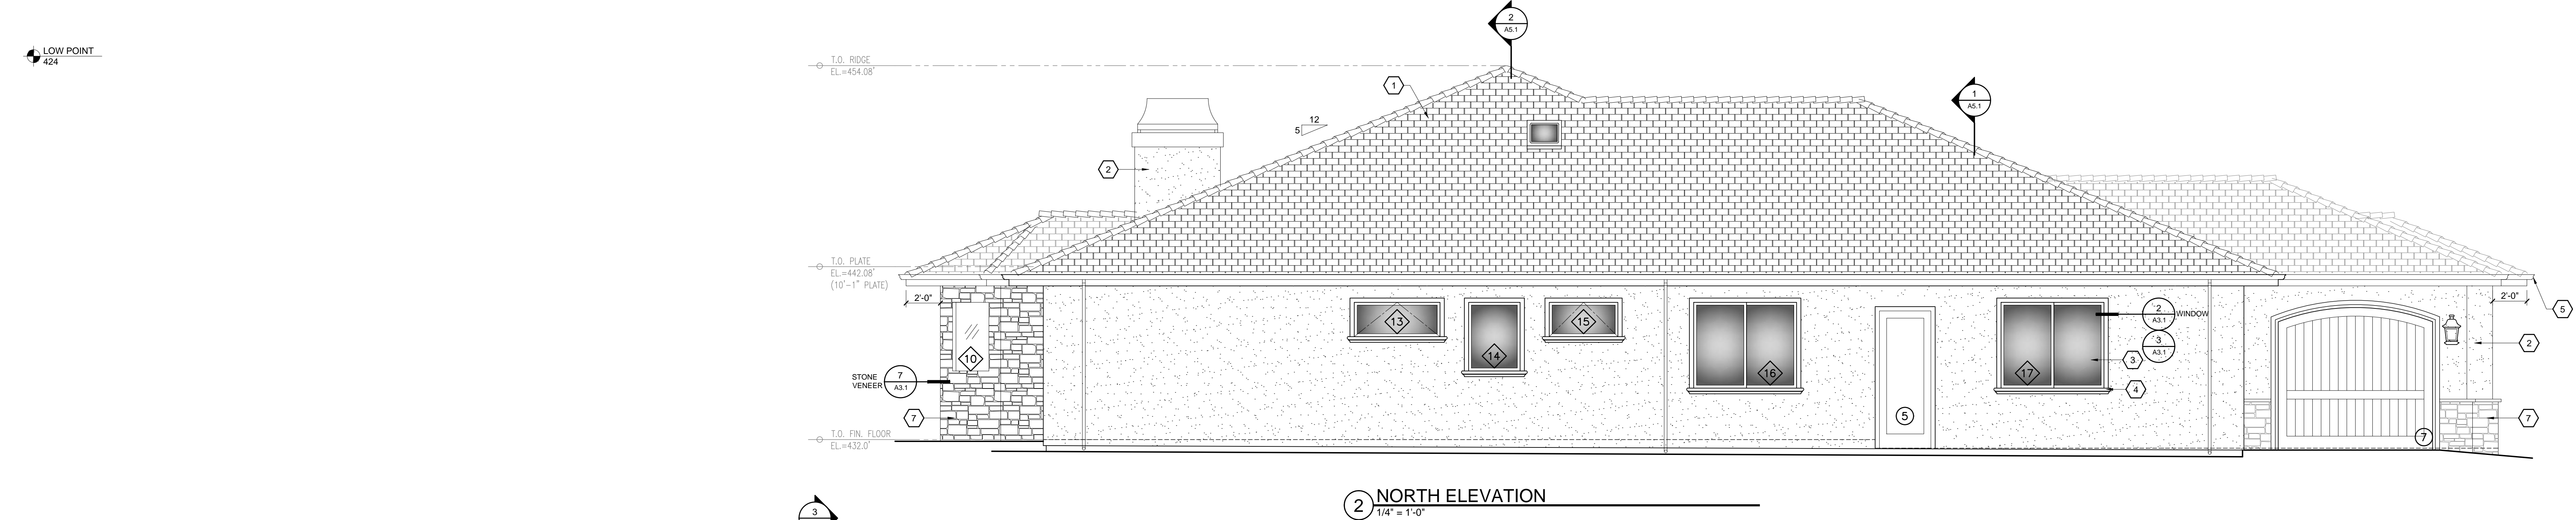 LOW POINT
424
T.O. RIDGE
EL.=454.08'
2
A5.1
1
1
A5.1
12
5
2
T.O. PLATE
EL.=442.08'
(10'-1" PLATE)
2'-0"
2'-0"
5
13
15
14
16
17
10
5
7
2
A3.1
WINDOW
3
A3.1
3
4
2
7
STONE
VENEER
7
A3.1
7
T.O. FIN. FLOOR
EL.=432.0'
2
NORTH ELEVATION
1/4" = 1'-0"
3